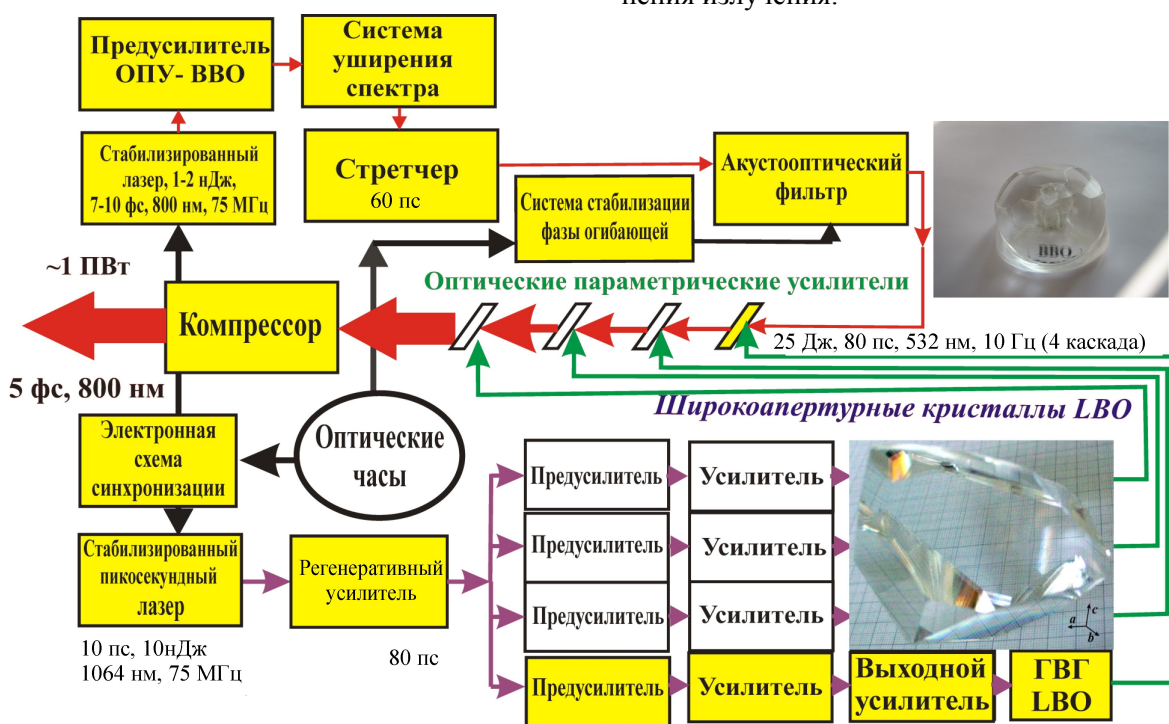 нения излучения.
Предусилитель
ОПУ- ВВО
Система
уширения
спектра
Стабилизированный
лазер, 1-2 нДж,
7-10 фс, 800 нм, 75 МГц
Стретчер
60 пс
Акустооптический
фильтр
Система стабилизации
фазы огибающей
BBO
~1 ПВт
Оптические параметрические усилители
Компрессор
25 Дж, 80 пс, 532 нм, 10 Гц (4 каскада)
5 фс, 800 нм
Широкоапертурные кристаллы LBO
Электронная
схема
синхронизации
Оптические
часы
Предусилитель
Усилитель
Предусилитель
Усилитель
Стабилизированный
пикосекундный
лазер
Регенеративный
усилитель
Предусилитель
Усилитель
c
a
b
10 пс, 10нДж
1064 нм, 75 МГц
80 пс
Предусилитель
Усилитель
Выходной
усилитель
ГВГ
LBO